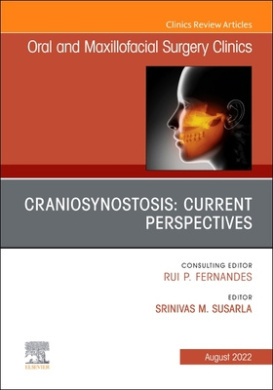 Clinics Review Articles
Oral and Maxillofacial Surgery Clinics
CRANIOSYNOSTOSIS: CURRENT
PERSPECTIVES
CONSULTING EDITOR
RUI P. FERNANDES
EDITOR
SRINIVAS M. SUSARLA
ELSEVIER
August 2022